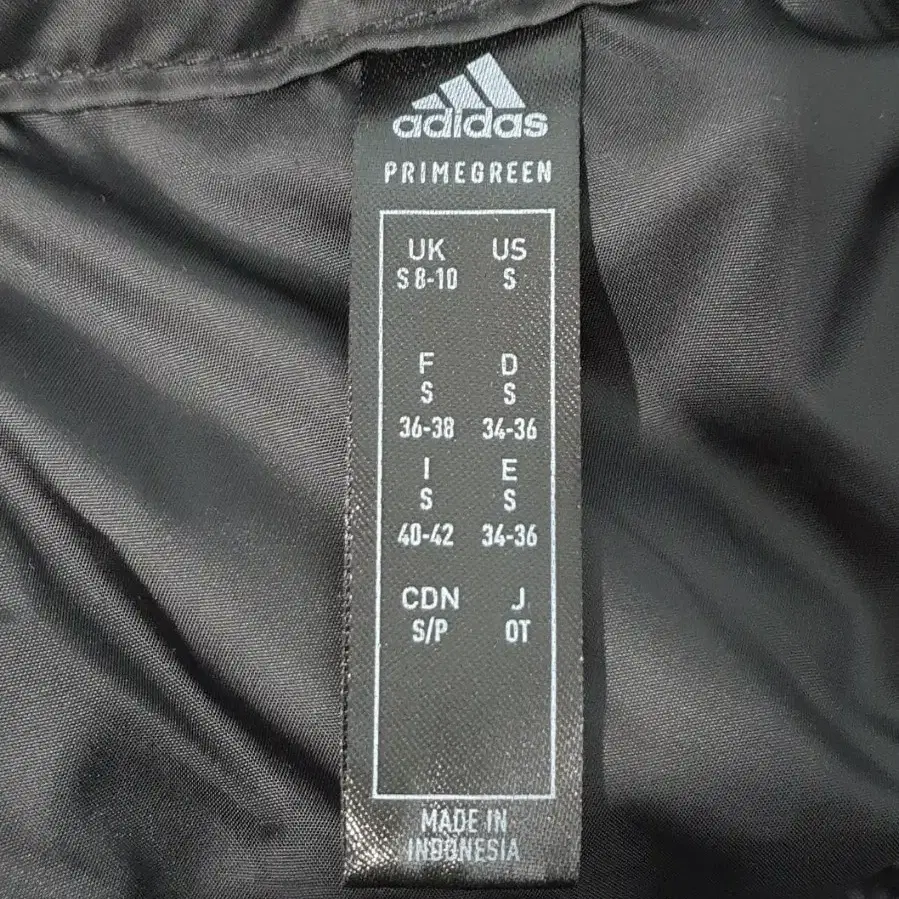 adidas
PRIMEGREEN
UK US
S 8-10 S
F D
S S
36-38 34-36
I E
S S
40-42 34-36
CDN J
S/P OT
MADE IN
INDONESIA